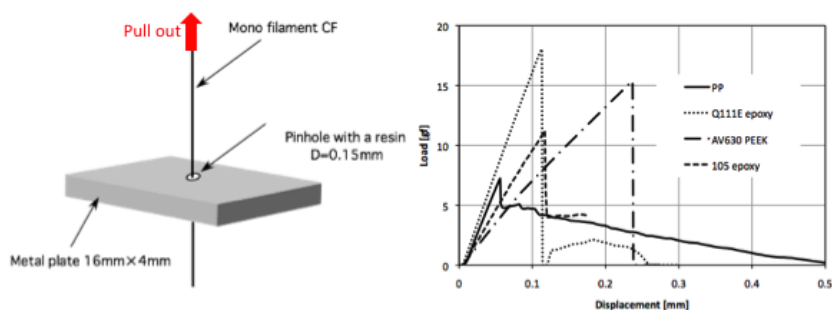 Pull out
Mono filament CF
Pinhole with a resin
D=0.15mm
Metal plate 16mm×4mm
Load [gf]
20
15
10
5
0
0
0.1
0.2
0.3
0.4
0.5
Displacement [mm]
PP
Q111E epoxy
AV630 PEEK
105 epoxy